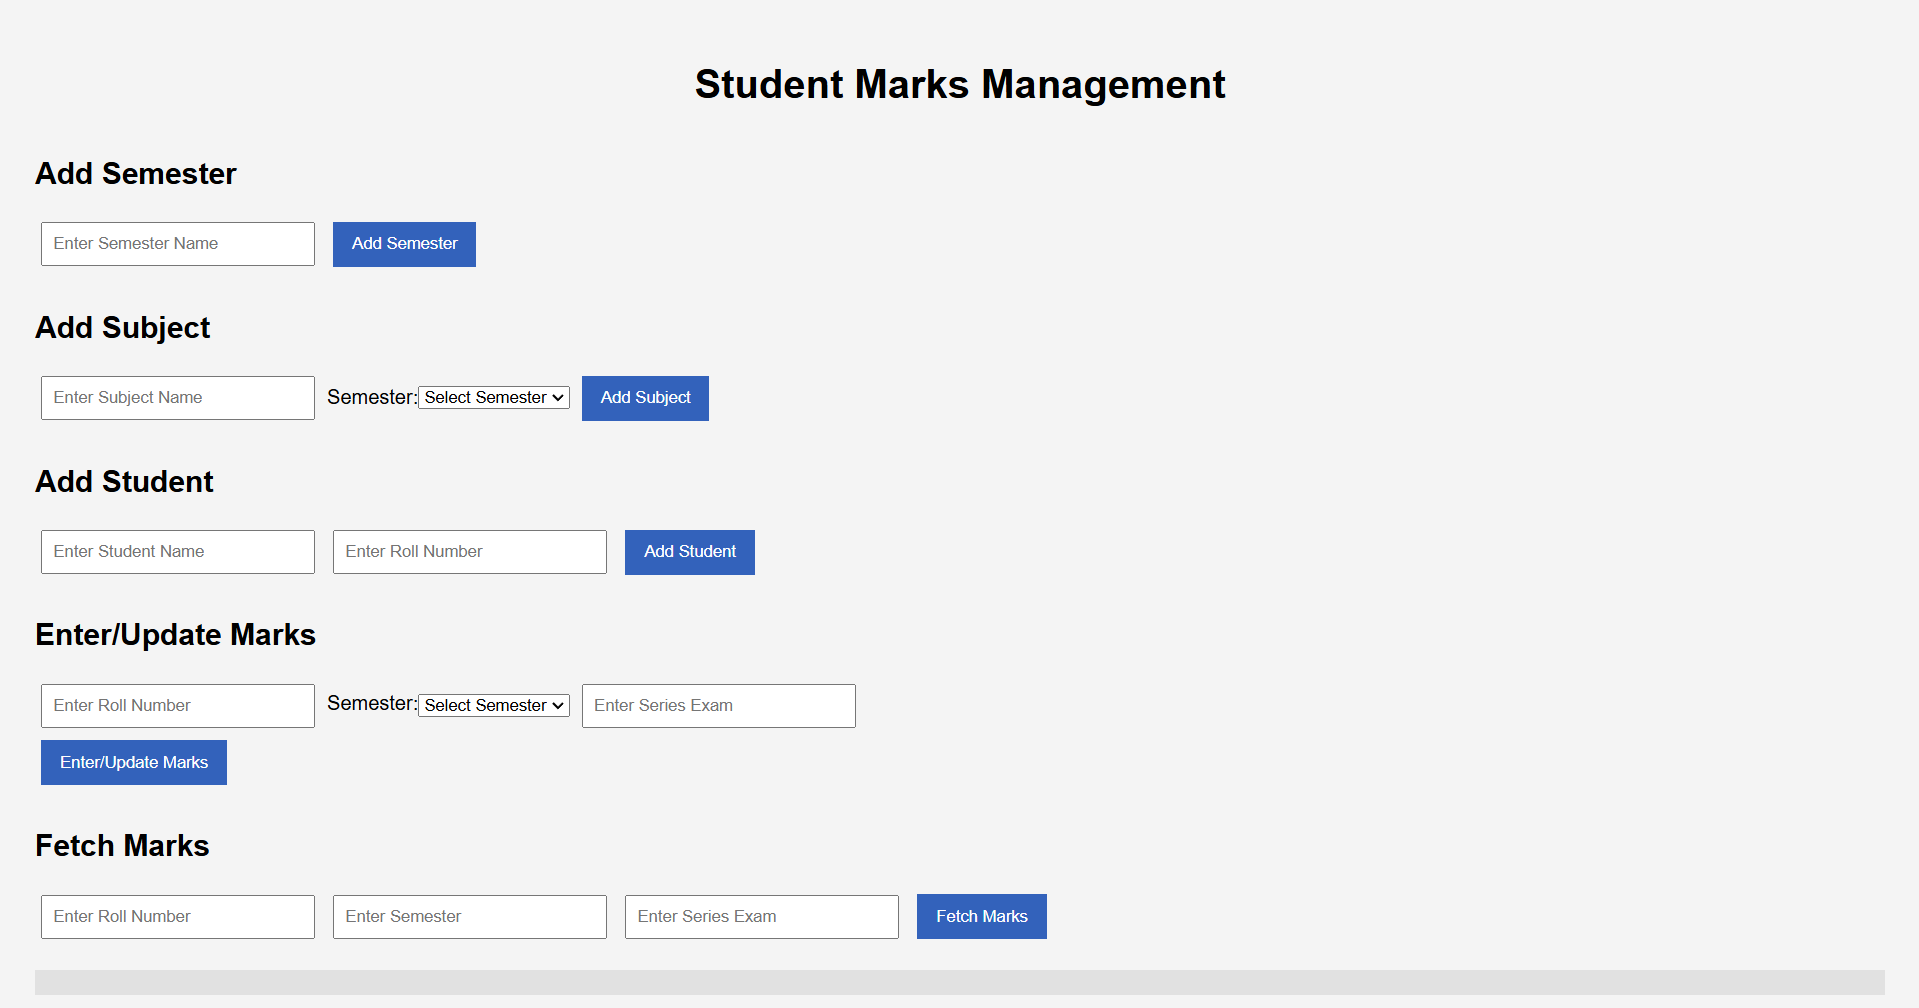 Student Marks Management
Add Semester
Enter Semester Name Add Semester
Add Subject
Enter Subject Name Semester: Select Semester Add Subject
Add Student
Enter Student Name Enter Roll Number Add Student
Enter/Update Marks
Enter Roll Number Semester: Select Semester Enter Series Exam
Enter/Update Marks
Fetch Marks
Enter Roll Number Enter Semester Enter Series Exam Fetch Marks